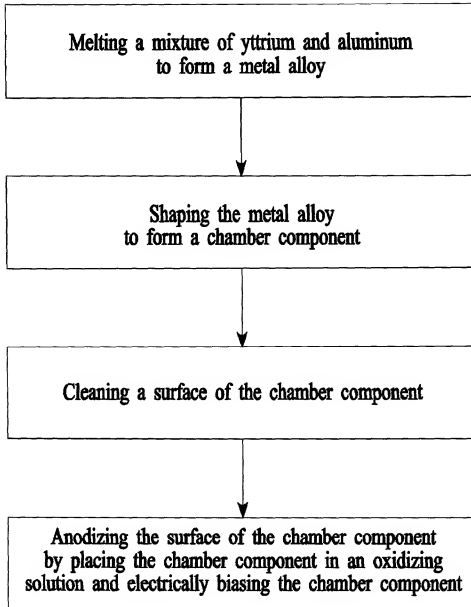 Melting a mixture of yttrium and aluminum
to form a metal alloy
Shaping the metal alloy
to form a chamber component
Cleaning a surface of the chamber component
Anodizing the surface of the chamber component
by placing the chamber component in an oxidizing
solution and electrically biasing the chamber component